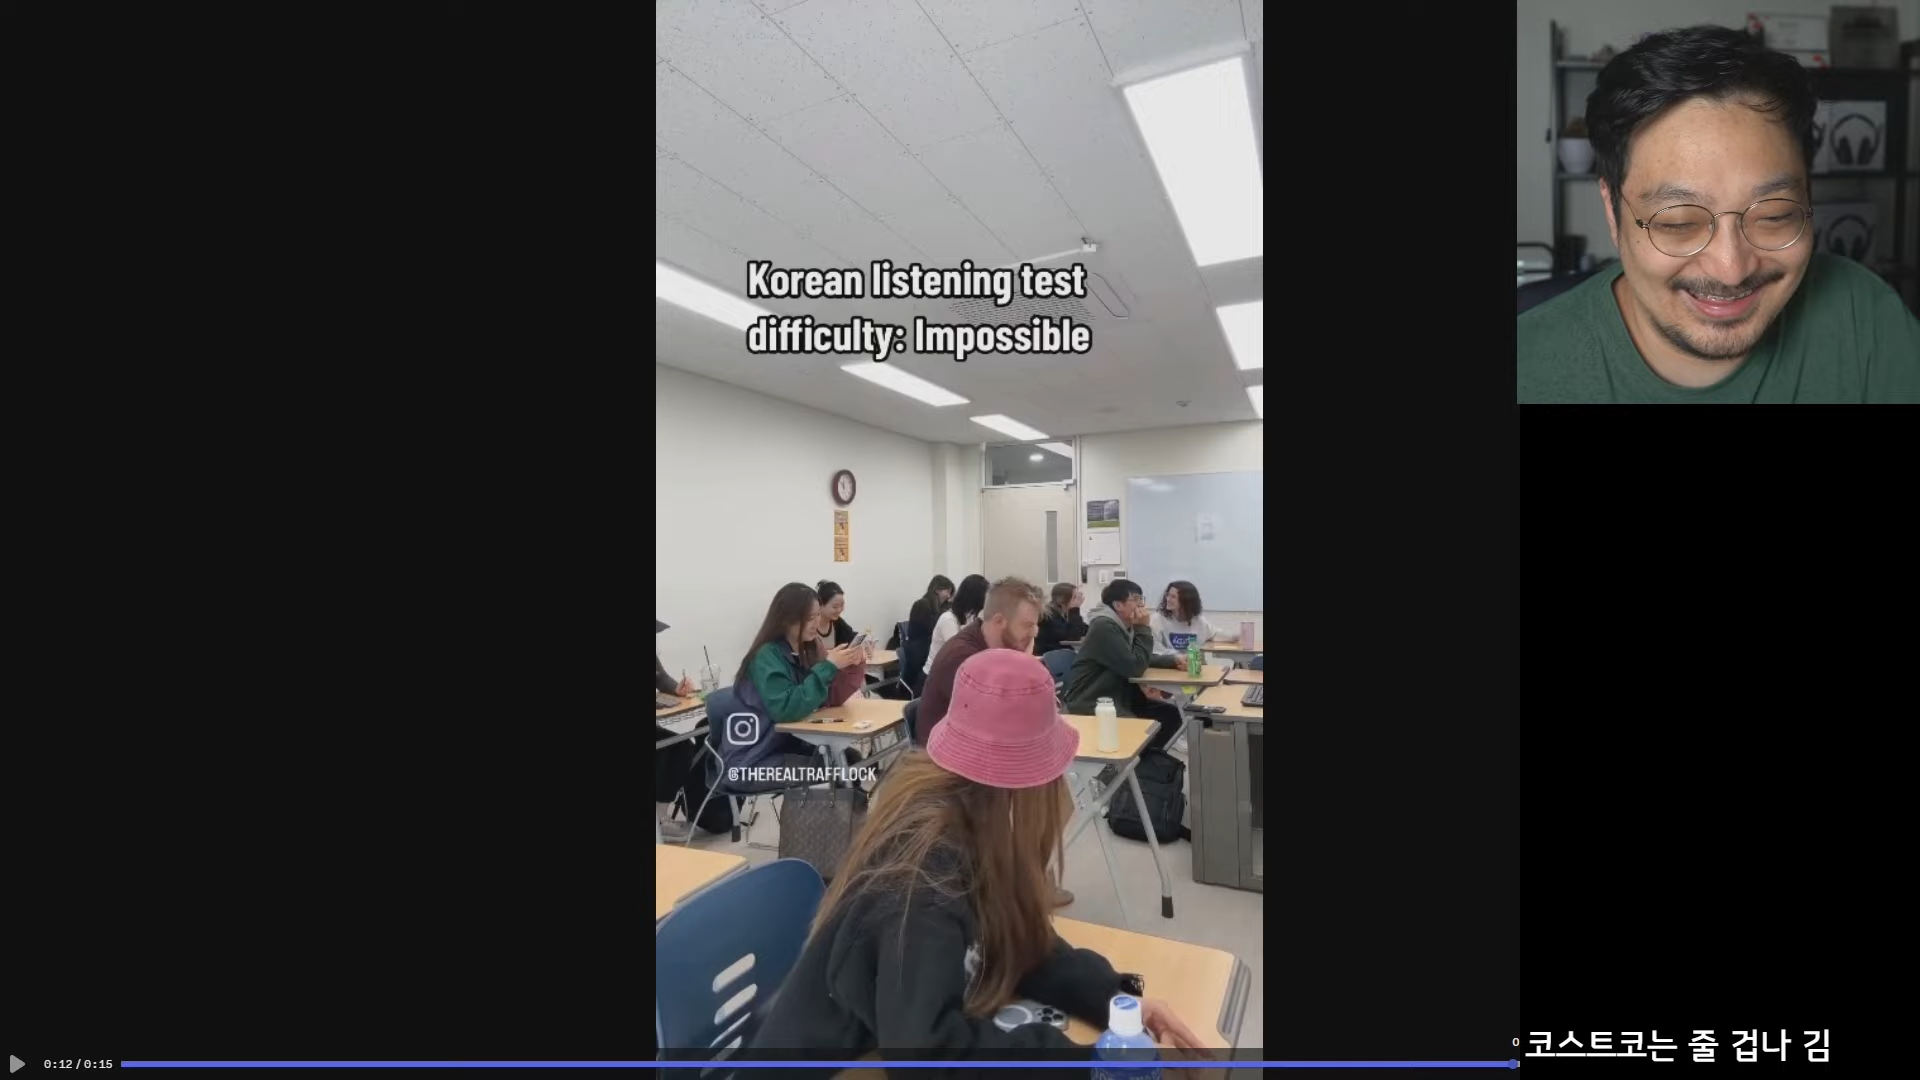 Korean listening test
difficulty: Impossible
@THEREALTRAFFLOCK
0:12 / 0:15
0
코스트코는 줄 겁나 김